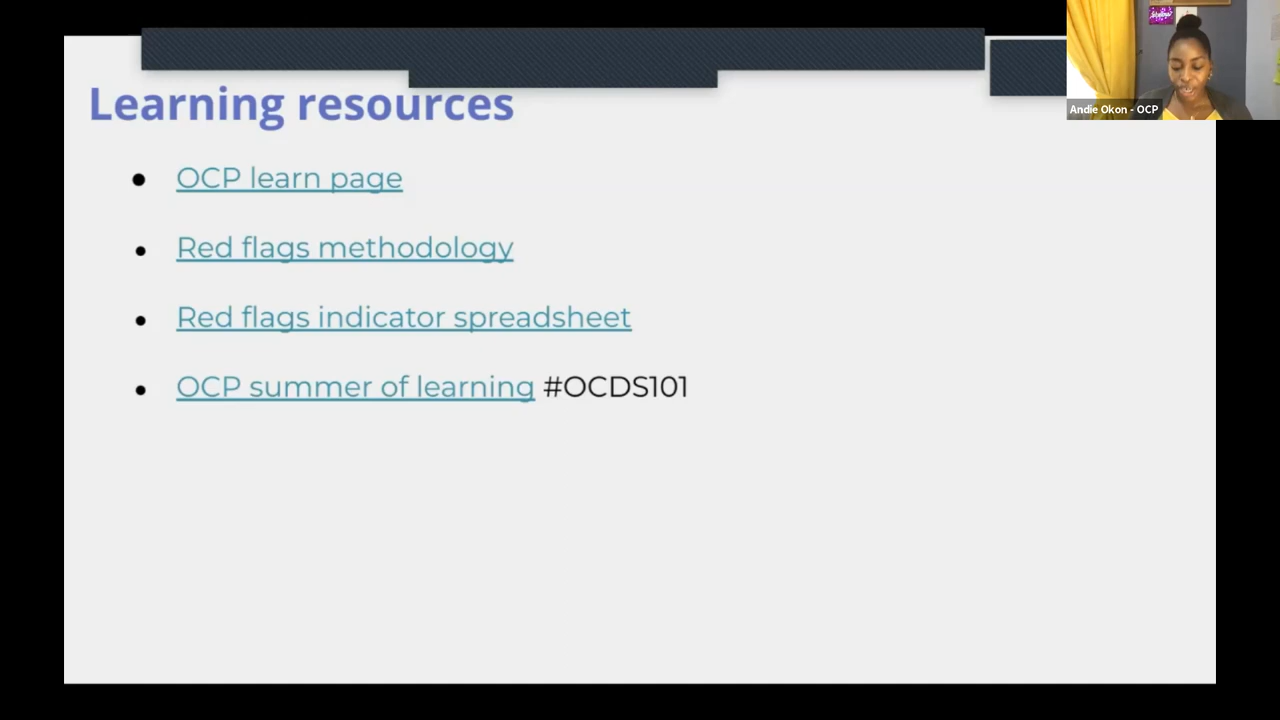 Learning resources
OCP learn page
Red flags methodology
Red flags indicator spreadsheet
OCP summer of learning #OCDS101
Andie Okon - OCP